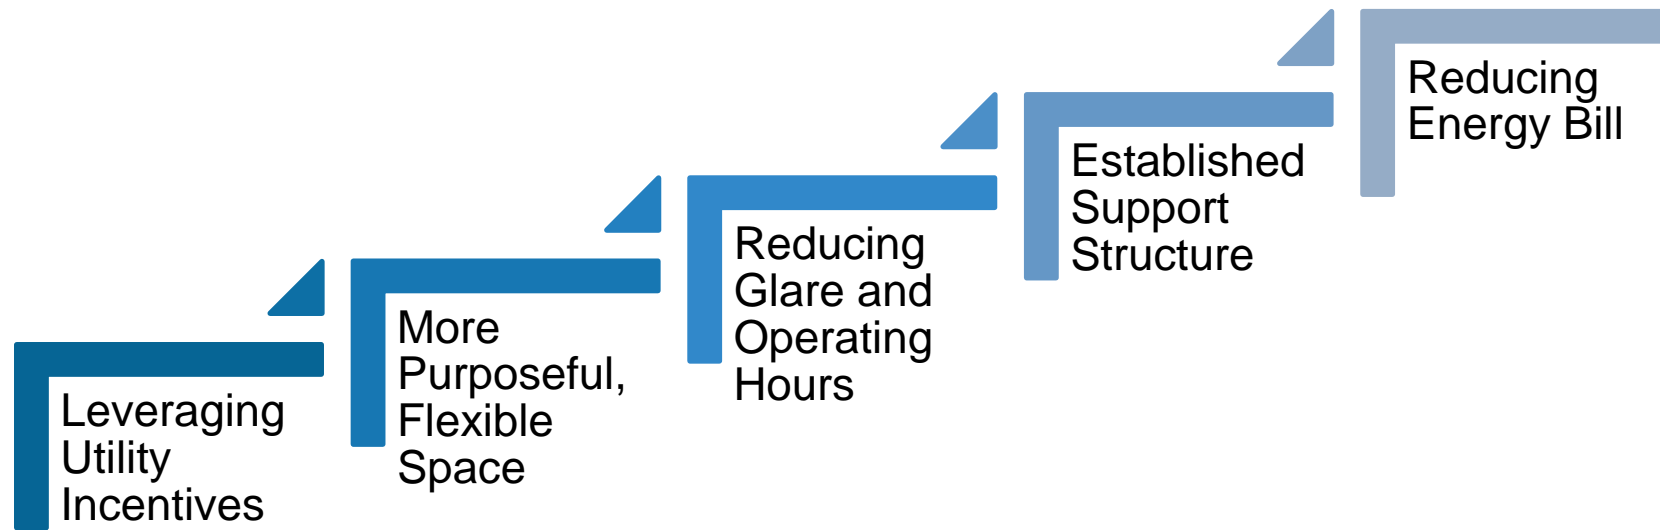 Leveraging
Utility
Incentives
More
Purposeful,
Flexible
Space
Reducing
Glare and
Operating
Hours
Established
Support
Structure
Reducing
Energy Bill